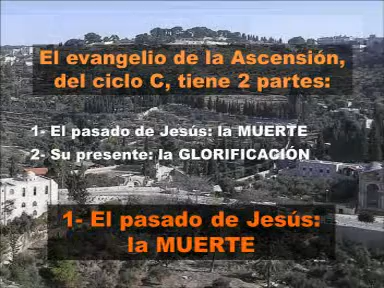 El evangelio de la Ascensión,
del ciclo C, tiene 2 partes:
1- El pasado de Jesús: la MUERTE
2- Su presente: la GLORIFICACIÓN
1- El pasado de Jesús:
la MUERTE